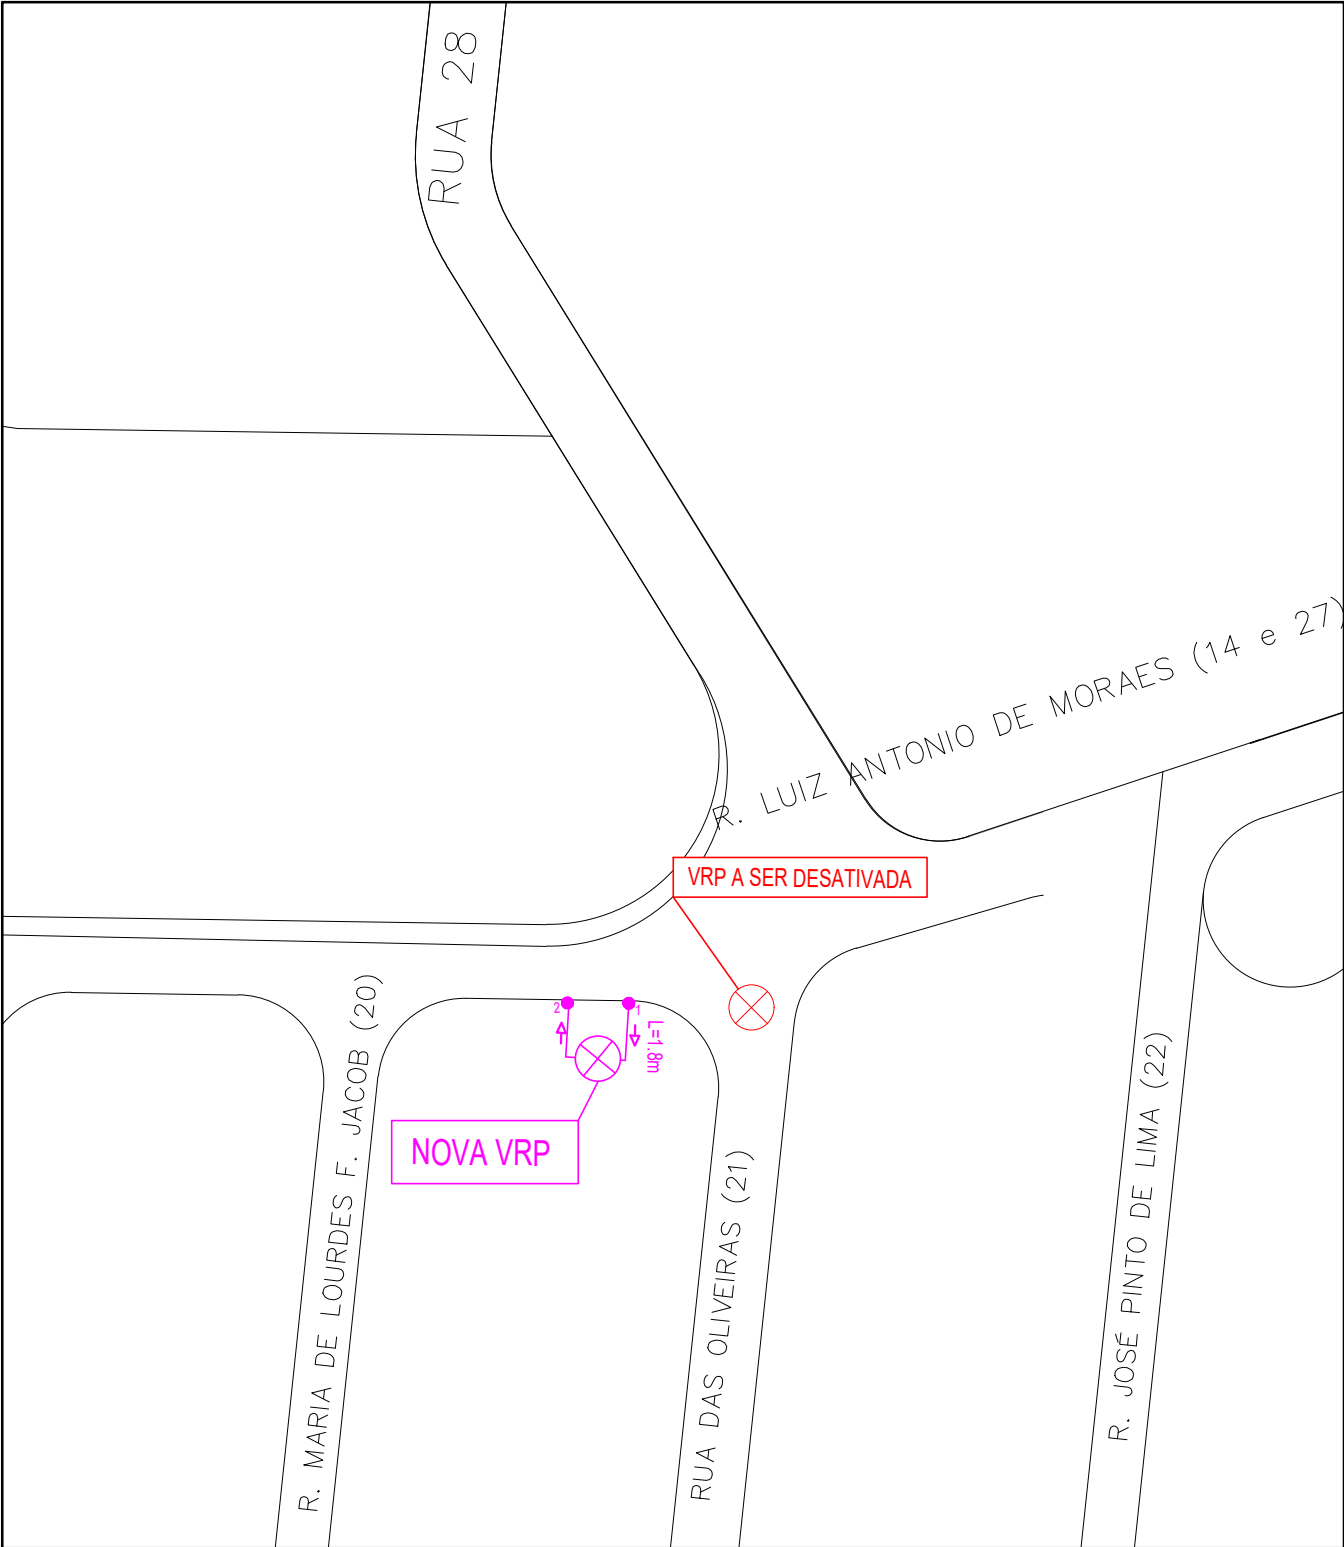 RUA 28
R. LUIZ ANTONIO DE MORAES (14 e 27)
VRP A SER DESATIVADA
R. MARIA DE LOURDES F. JACOB (20)
2
1
L=1.8m
NOVA VRP
RUA DAS OLIVEIRAS (21)
R. JOSÉ PINTO DE LIMA (22)